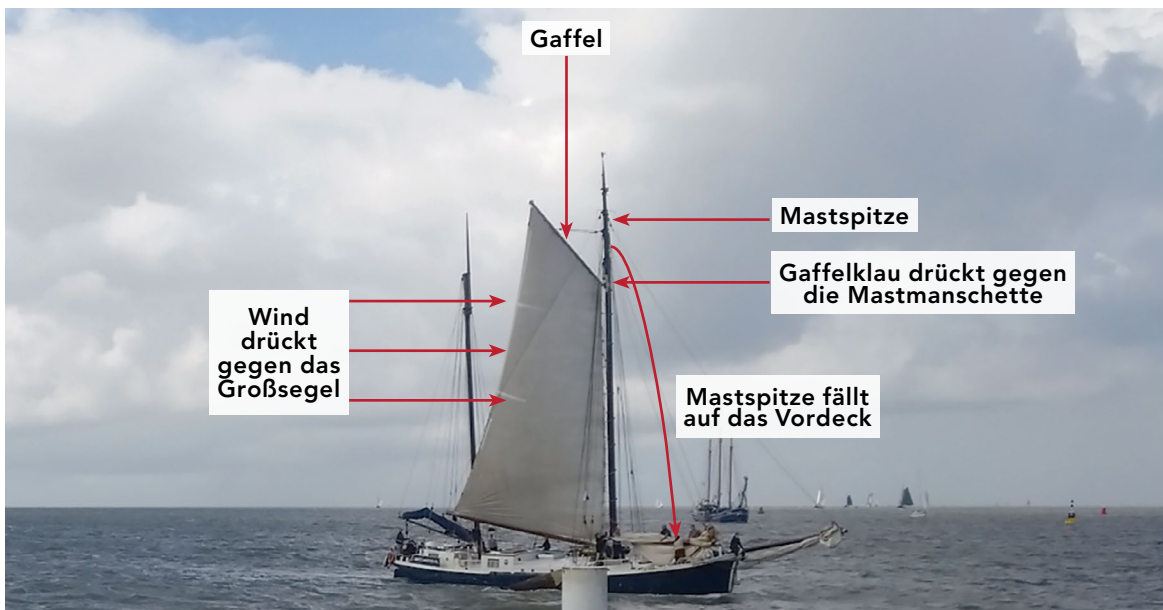 Gaffel
Mastspitze
Gaffelklau drückt gegen
die Mastmanschette
Wind
drückt
gegen das
Großsegel
Mastspitze fällt
auf das Vordeck